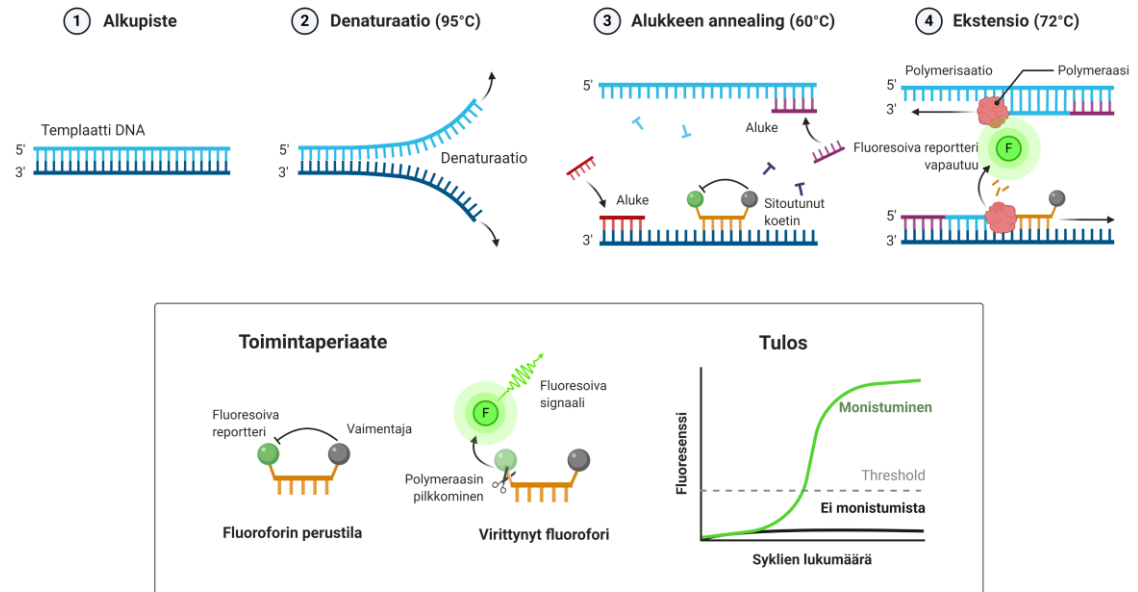 1 Alkupiste
2 Denaturaatio (95°C)
3 Alukkeen annealing (60°C)
4 Ekstensio (72°C)
Templaatti DNA
5'
3'
5'
3'
Denaturaatio
5'
Aluke
Aluke
Sitoutunut
koetin
3'
Polymerisaatio
Polymeraasi
5'
3'
Fluoresoiva reportteri
vapautuu
F
5'
3'
Toimintaperiaate
Fluoresoiva
reportteri
Vaimentaja
Fluoroforin perustila
F
Fluoresoiva
signaali
Polymeraasin
pilkkominen
Virittynyt fluorofori
Tulos
Fluoresenssi
Monistuminen
Threshold
Ei monistumista
Syklien lukumäärä